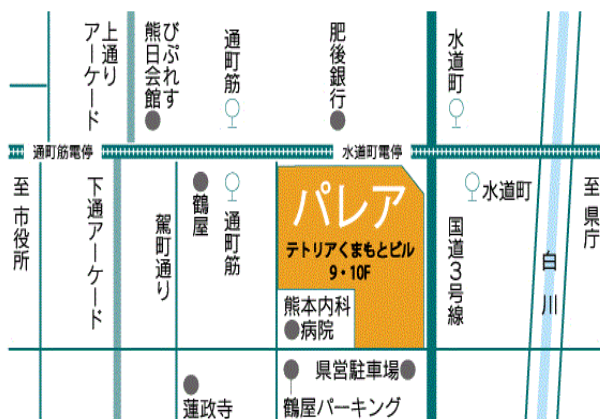 上通り
アーケード
びぷれす
熊日会館
通町筋
肥後銀行
水道町
通町筋電停
水道町電停
至 市役所
下通アーケード
駕町通り
鶴屋
通町筋
パレア
テトリアくまもとビル
9・10F
水道町
国道3号線
白川
至 県庁
熊本内科
病院
県営駐車場
蓮政寺
鶴屋パーキング